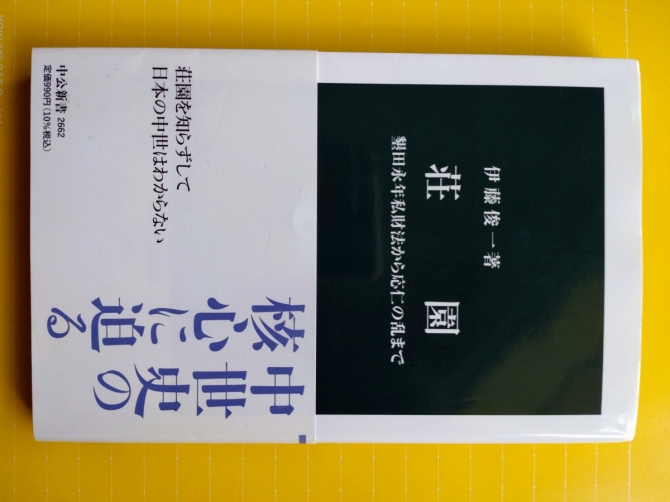 伊藤俊一著
荘園
墾田永年私財法から応仁の乱まで
中世史の
核心に迫る
荘園を知らずして
日本の中世はわからない
中公新書 2662
定価990円(10%税込)